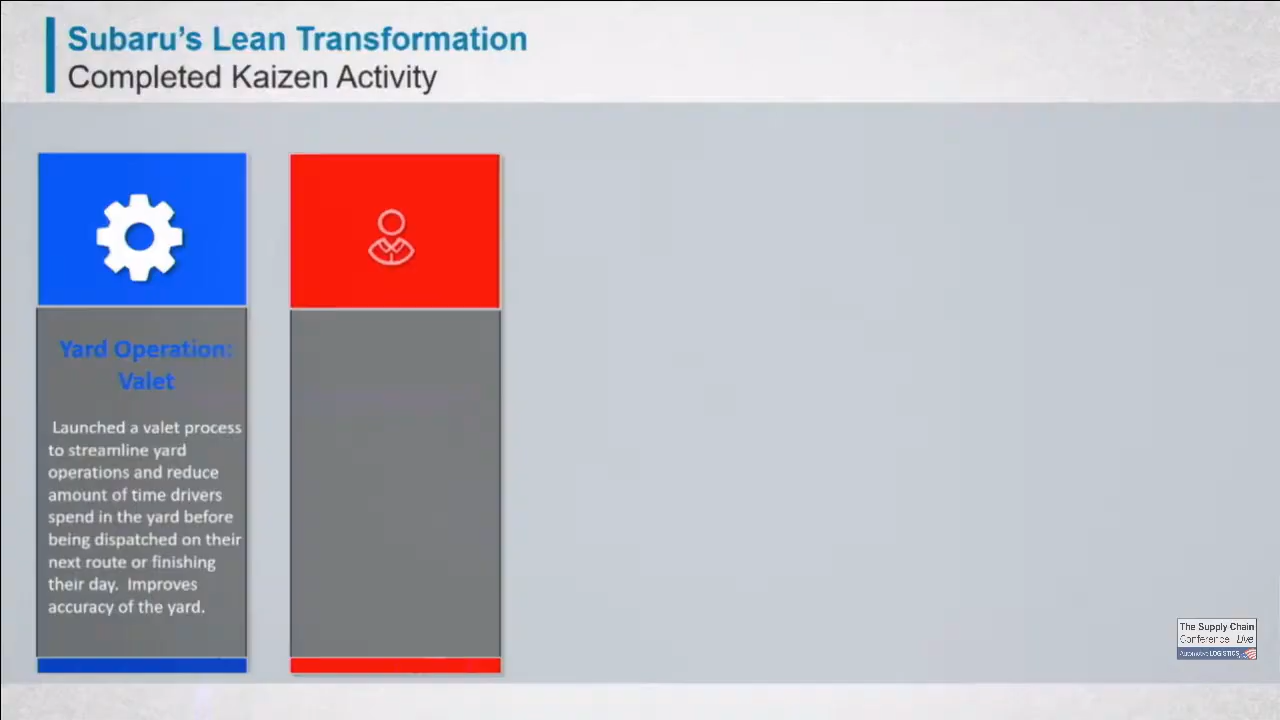 Subaru's Lean Transformation
Completed Kaizen Activity
Yard Operation:
Valet
Launched a valet process
to streamline yard
operations and reduce
amount of time drivers
spend in the yard before
being dispatched on their
next route or finishing
their day.  Improves
accuracy of the yard.
The Supply Chain
Conference Live
Automotive LOGISTICS